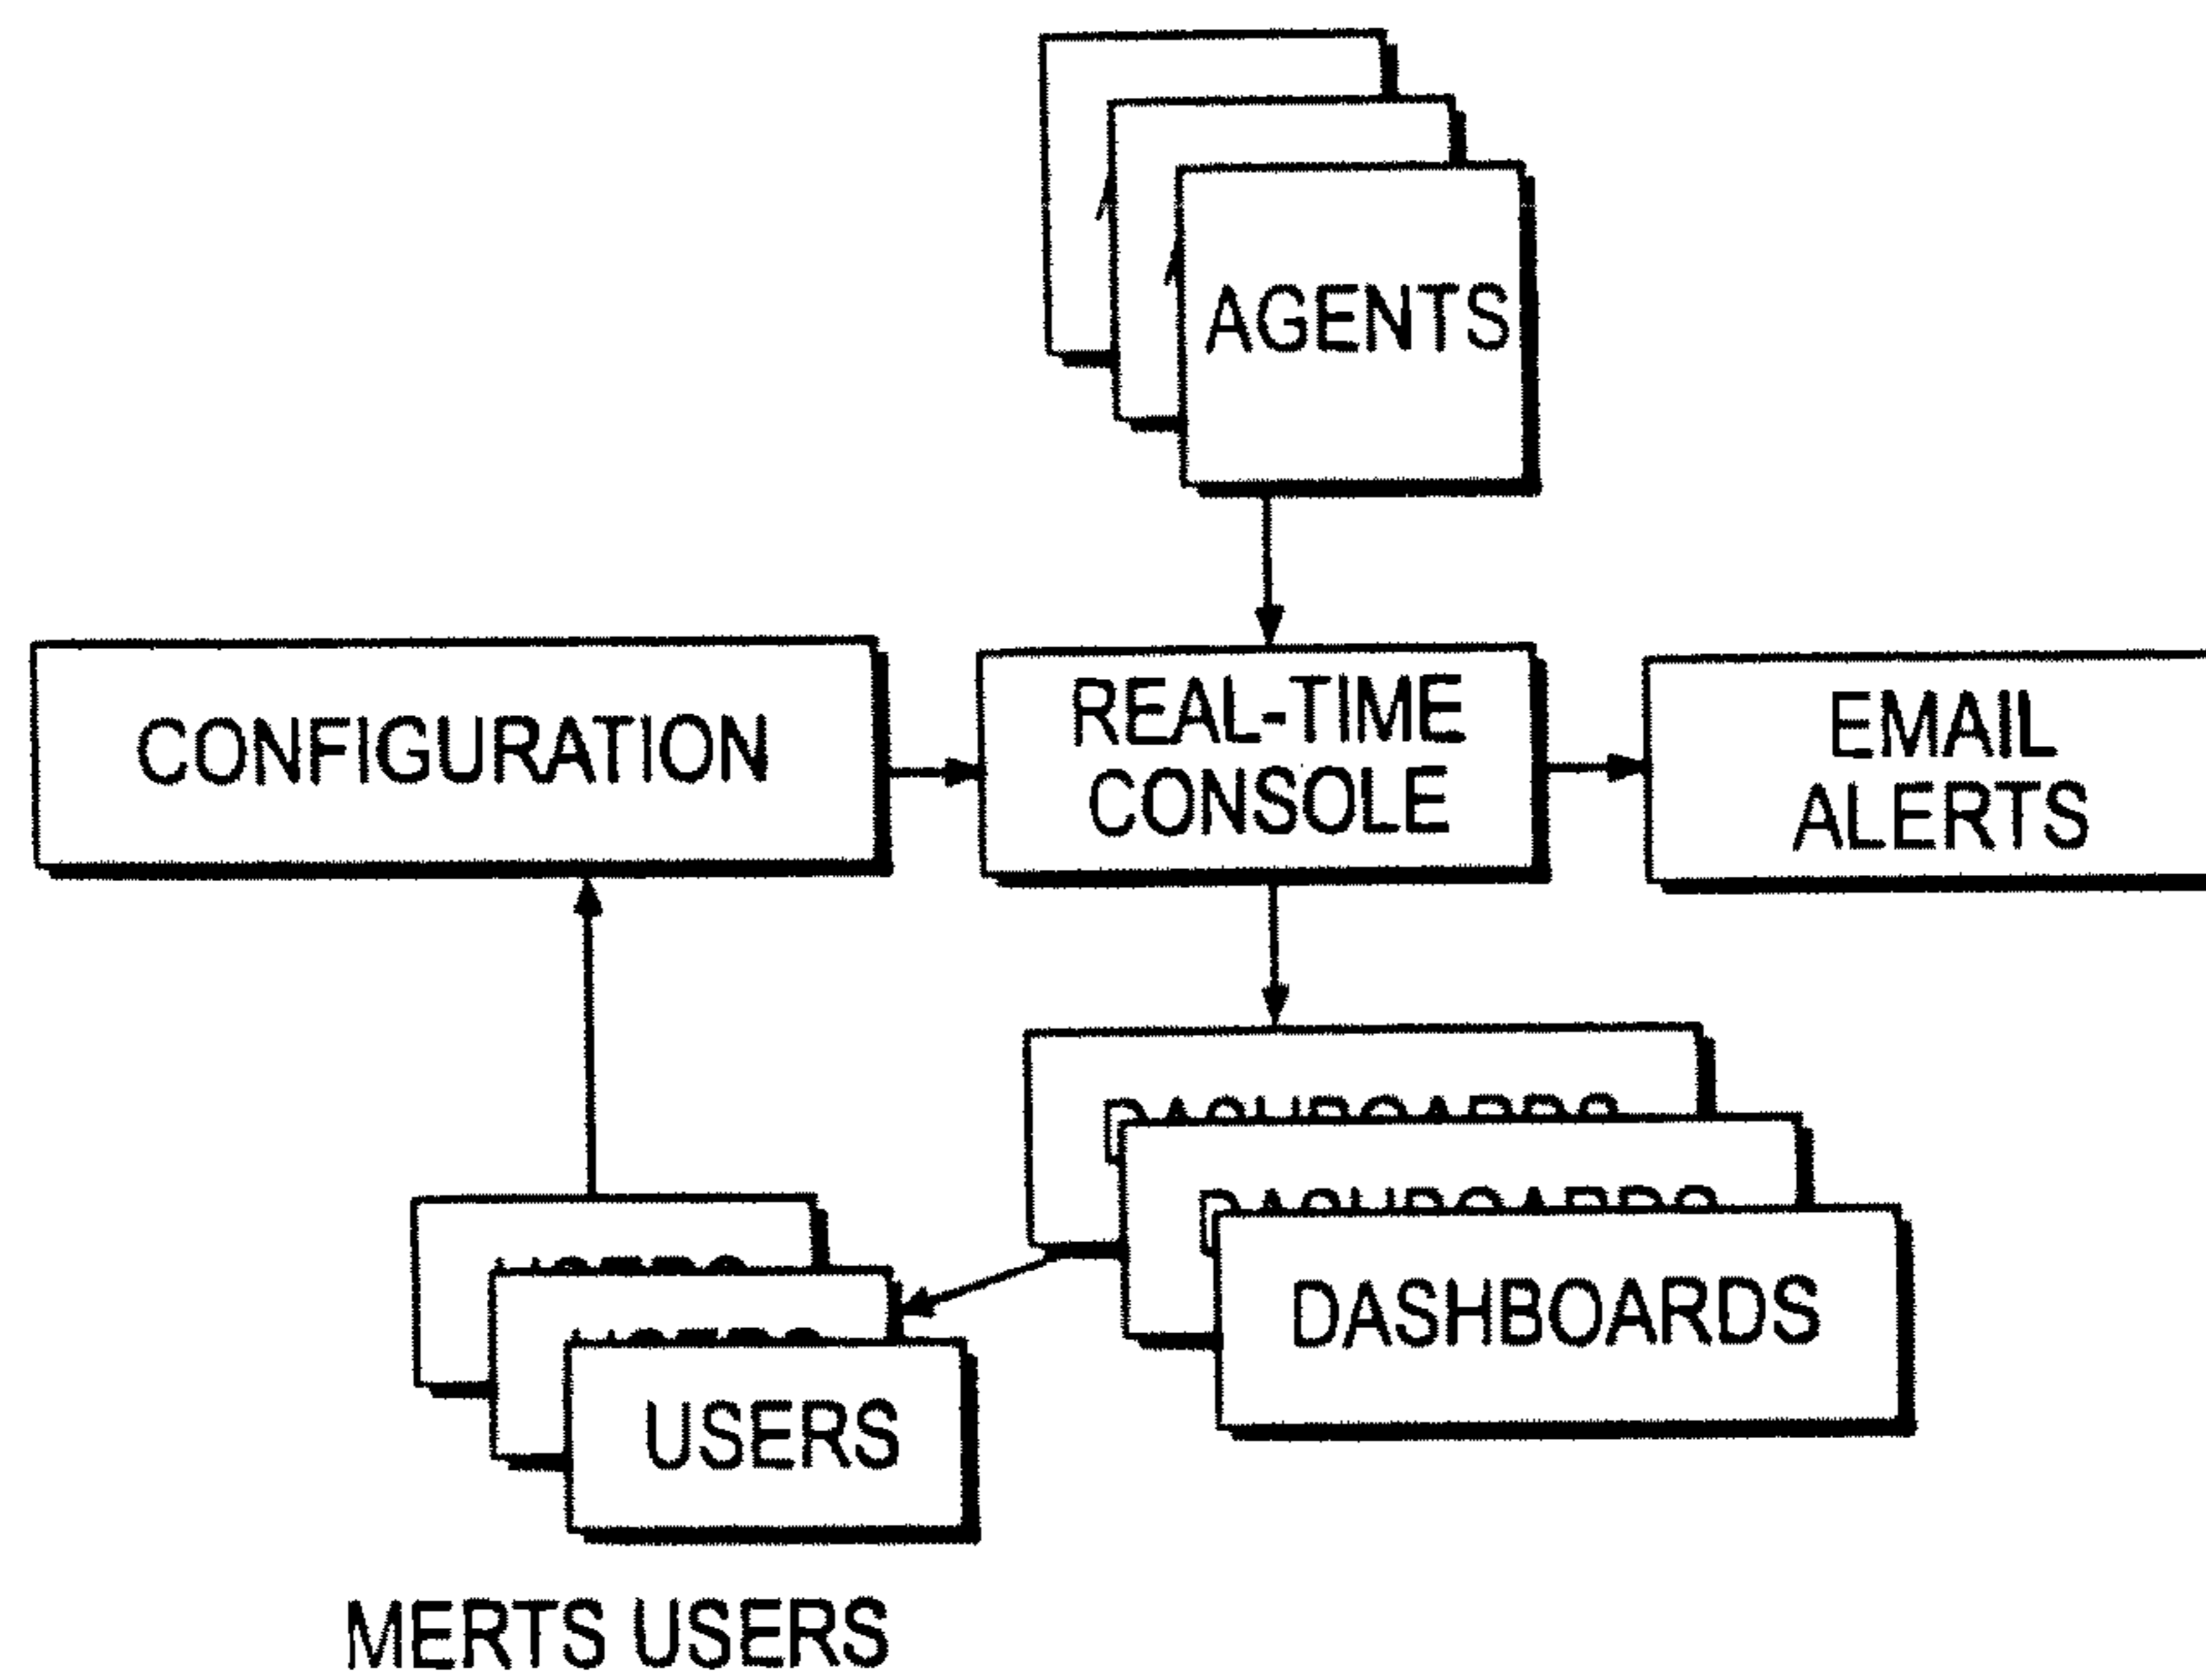 AGENTS
CONFIGURATION
REAL-TIME
CONSOLE
EMAIL
ALERTS
DASHBOARDS
USERS
MERTS USERS